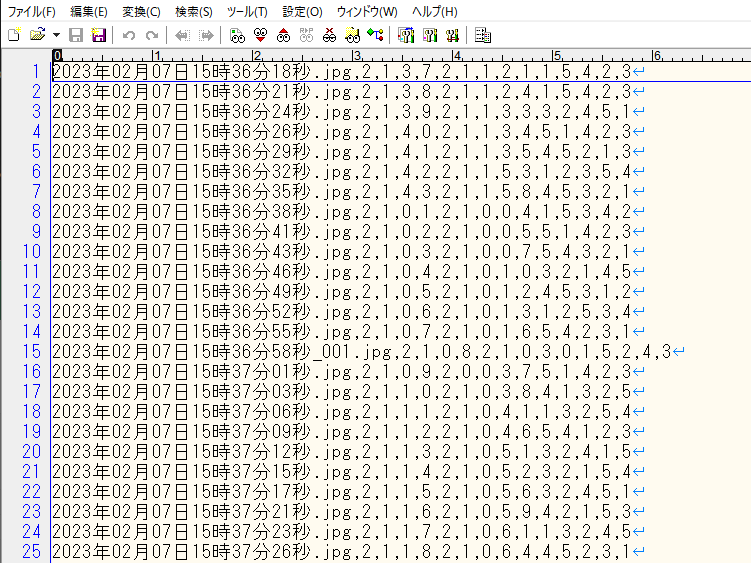 ファイル(F) 編集(E) 変換(C) 検索(S) ツール(T) 設定(O) ウィンドウ(W) ヘルプ(H)
0 1 2 3 4 5 6
1 2023年02月07日15時36分18秒.jpg,2,1,3,7,2,1,1,2,1,1,5,4,2,3↵
2 2023年02月07日15時36分21秒.jpg,2,1,3,8,2,1,1,2,4,1,5,4,2,3↵
3 2023年02月07日15時36分24秒.jpg,2,1,3,9,2,1,1,3,3,3,2,4,5,1↵
4 2023年02月07日15時36分26秒.jpg,2,1,4,0,2,1,1,3,4,5,1,4,2,3↵
5 2023年02月07日15時36分29秒.jpg,2,1,4,1,2,1,1,3,5,4,5,2,1,3↵
6 2023年02月07日15時36分32秒.jpg,2,1,4,2,2,1,1,5,3,1,2,3,5,4↵
7 2023年02月07日15時36分35秒.jpg,2,1,4,3,2,1,1,5,8,4,5,3,2,1↵
8 2023年02月07日15時36分38秒.jpg,2,1,0,1,2,1,0,0,4,1,5,3,4,2↵
9 2023年02月07日15時36分41秒.jpg,2,1,0,2,2,1,0,0,5,5,1,4,2,3↵
10 2023年02月07日15時36分43秒.jpg,2,1,0,3,2,1,0,0,7,5,4,3,2,1↵
11 2023年02月07日15時36分46秒.jpg,2,1,0,4,2,1,0,1,0,3,2,1,4,5↵
12 2023年02月07日15時36分49秒.jpg,2,1,0,5,2,1,0,1,2,4,5,3,1,2↵
13 2023年02月07日15時36分52秒.jpg,2,1,0,6,2,1,0,1,3,1,2,5,3,4↵
14 2023年02月07日15時36分55秒.jpg,2,1,0,7,2,1,0,1,6,5,4,2,3,1↵
15 2023年02月07日15時36分58秒_001.jpg,2,1,0,8,2,1,0,3,0,1,5,2,4,3↵
16 2023年02月07日15時37分01秒.jpg,2,1,0,9,2,0,0,3,7,5,1,4,2,3↵
17 2023年02月07日15時37分03秒.jpg,2,1,1,0,2,1,0,3,8,4,1,3,2,5↵
18 2023年02月07日15時37分06秒.jpg,2,1,1,1,2,1,0,4,1,1,3,2,5,4↵
19 2023年02月07日15時37分09秒.jpg,2,1,1,2,2,1,0,4,6,5,4,1,2,3↵
20 2023年02月07日15時37分12秒.jpg,2,1,1,3,2,1,0,5,1,3,2,4,1,5↵
21 2023年02月07日15時37分15秒.jpg,2,1,1,4,2,1,0,5,2,3,2,1,5,4↵
22 2023年02月07日15時37分17秒.jpg,2,1,1,5,2,1,0,5,6,3,2,4,5,1↵
23 2023年02月07日15時37分21秒.jpg,2,1,1,6,2,1,0,5,9,4,2,1,5,3↵
24 2023年02月07日15時37分23秒.jpg,2,1,1,7,2,1,0,6,1,1,3,2,4,5↵
25 2023年02月07日15時37分26秒.jpg,2,1,1,8,2,1,0,6,4,4,5,2,3,1↵